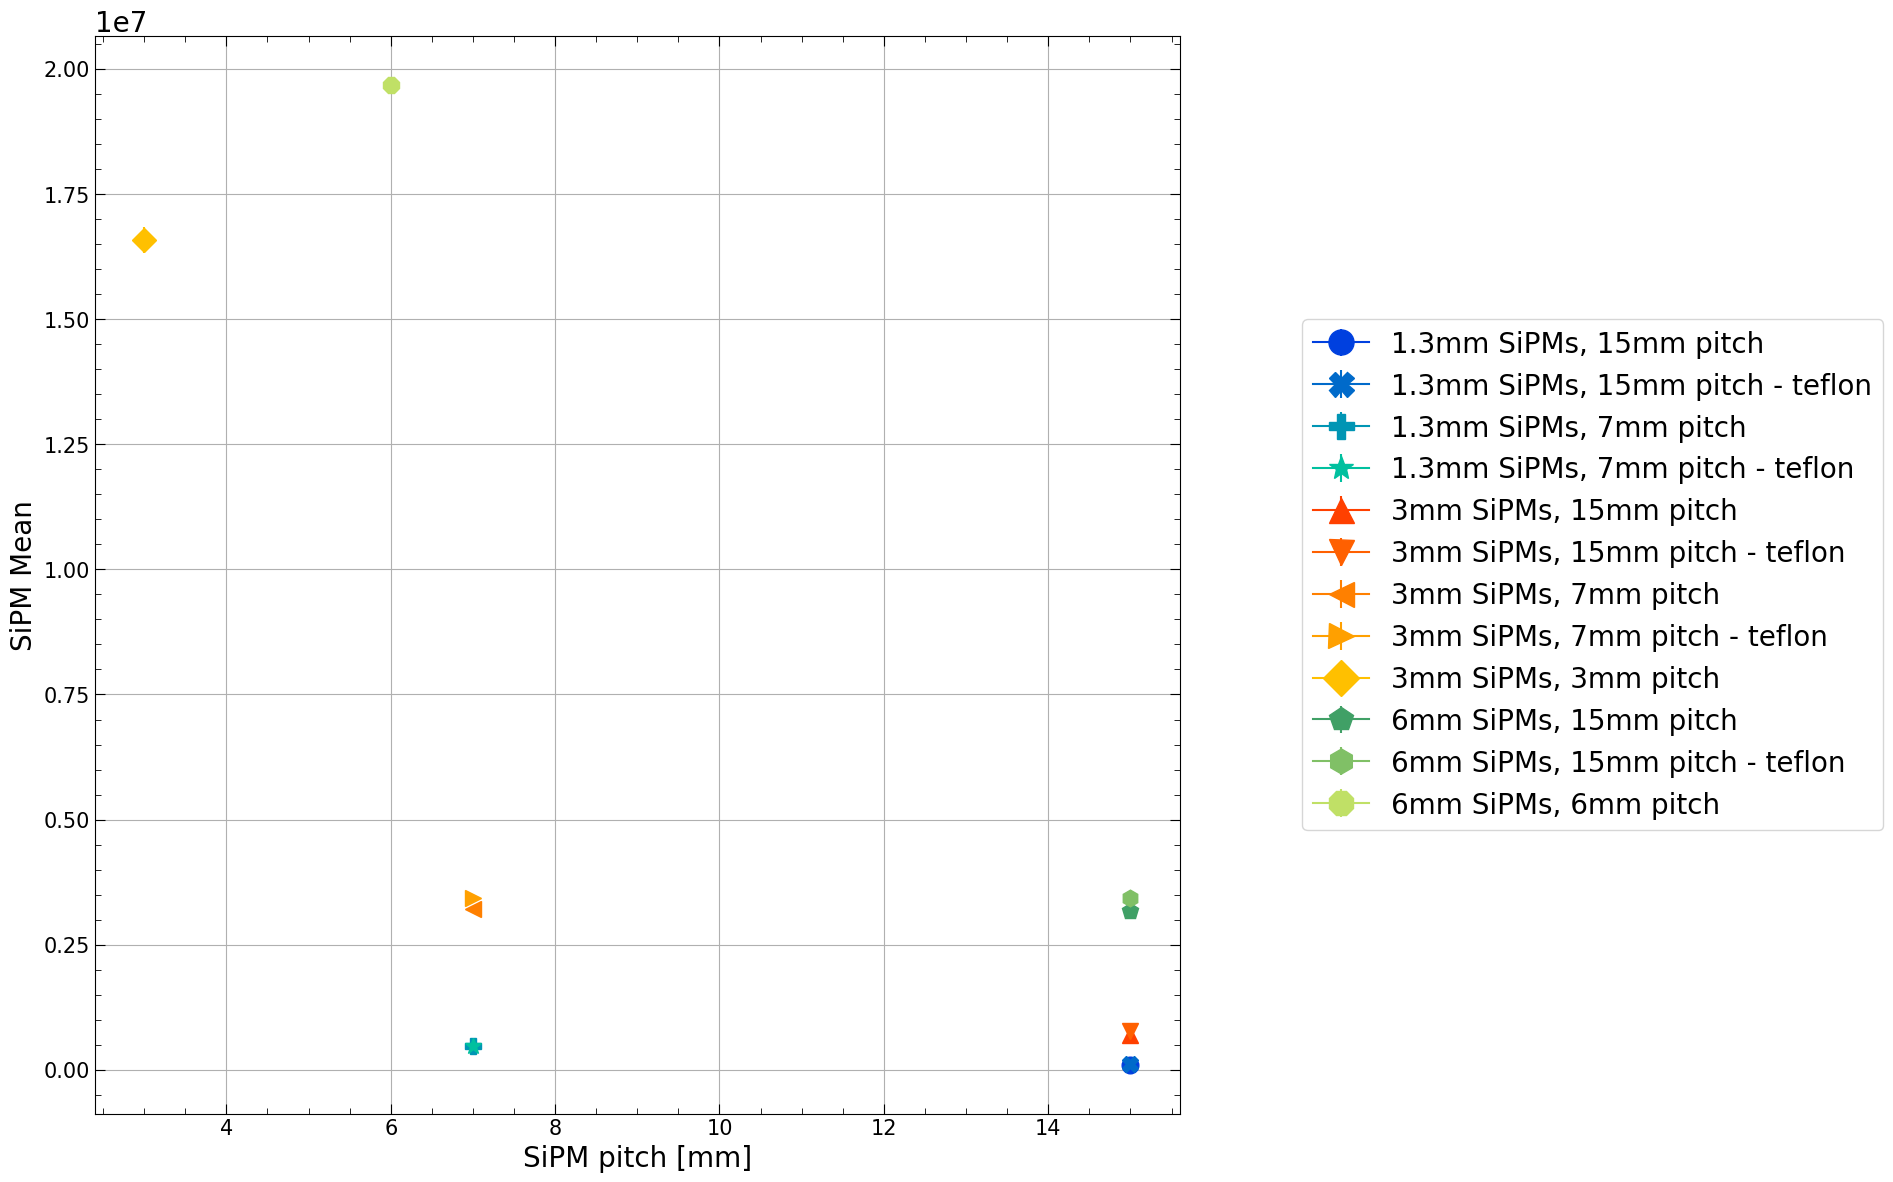 1e7
2.00
1.75
1.50
1.25
1.00
0.75
0.50
0.25
0.00
SiPM Mean
4 6 8 10 12 14
SiPM pitch [mm]
1.3mm SiPMs, 15mm pitch
1.3mm SiPMs, 15mm pitch - teflon
1.3mm SiPMs, 7mm pitch
1.3mm SiPMs, 7mm pitch - teflon
3mm SiPMs, 15mm pitch
3mm SiPMs, 15mm pitch - teflon
3mm SiPMs, 7mm pitch
3mm SiPMs, 7mm pitch - teflon
3mm SiPMs, 3mm pitch
6mm SiPMs, 15mm pitch
6mm SiPMs, 15mm pitch - teflon
6mm SiPMs, 6mm pitch